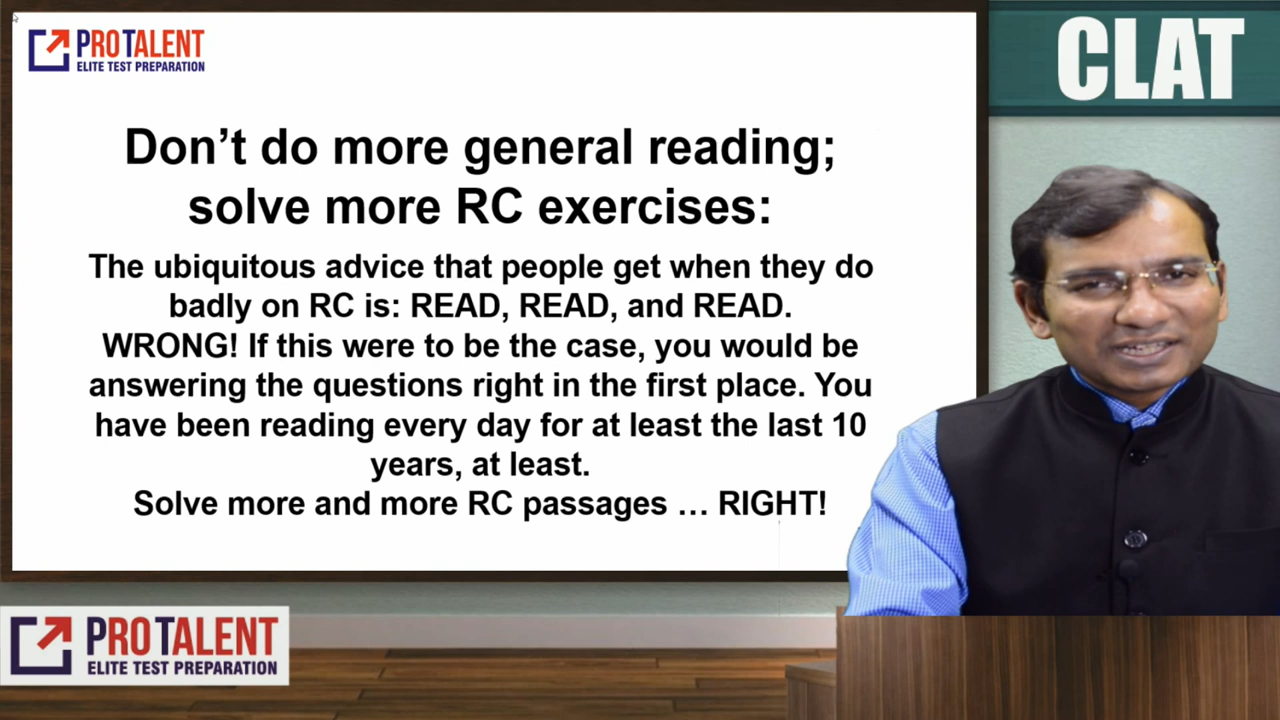 PROTALENT
ELITE TEST PREPARATION
CLAT
Don't do more general reading;
solve more RC exercises:
The ubiquitous advice that people get when they do
badly on RC is: READ, READ, and READ.
WRONG! If this were to be the case, you would be
answering the questions right in the first place. You
have been reading every day for at least the last 10
years, at least.
Solve more and more RC passages … RIGHT!
PROTALENT
ELITE TEST PREPARATION